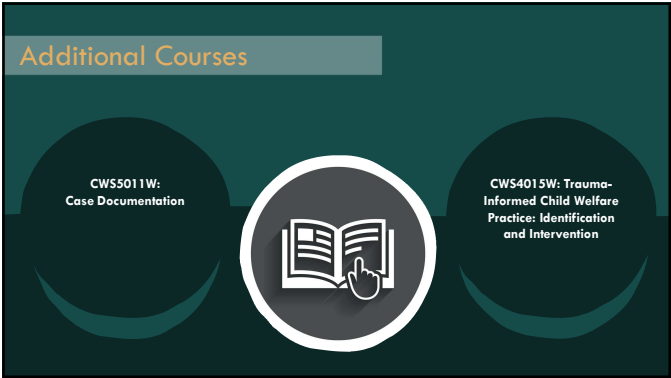 Additional Courses
CWS5011W:
Case Documentation
CWS4015W: Trauma-
Informed Child Welfare
Practice: Identification
and Intervention